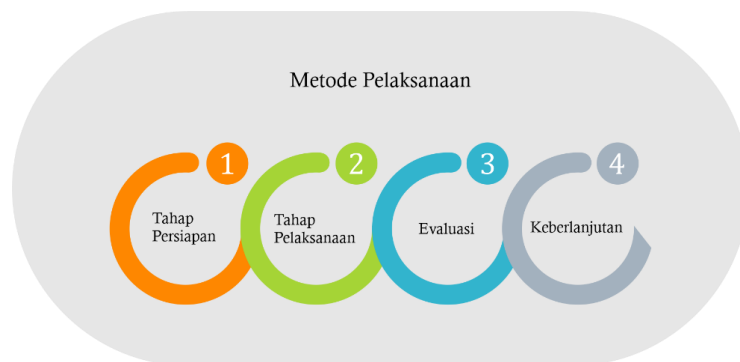 Metode Pelaksanaan
1
Tahap
Persiapan
2
Tahap
Pelaksanaan
3
Evaluasi
4
Keberlanjutan